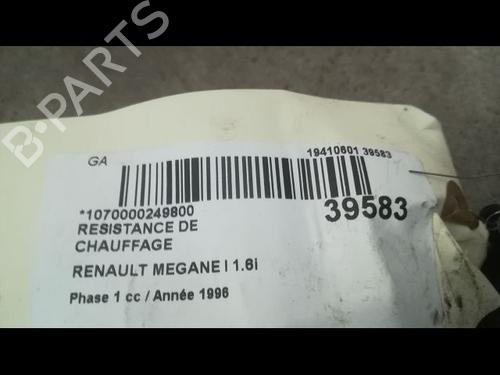 B-PARTS
GA
19410601 39583
*1070000249800
39583
RESISTANCE DE
CHAUFFAGE
RENAULT MEGANE I 1.6i
Phase 1 cc / Année 1996